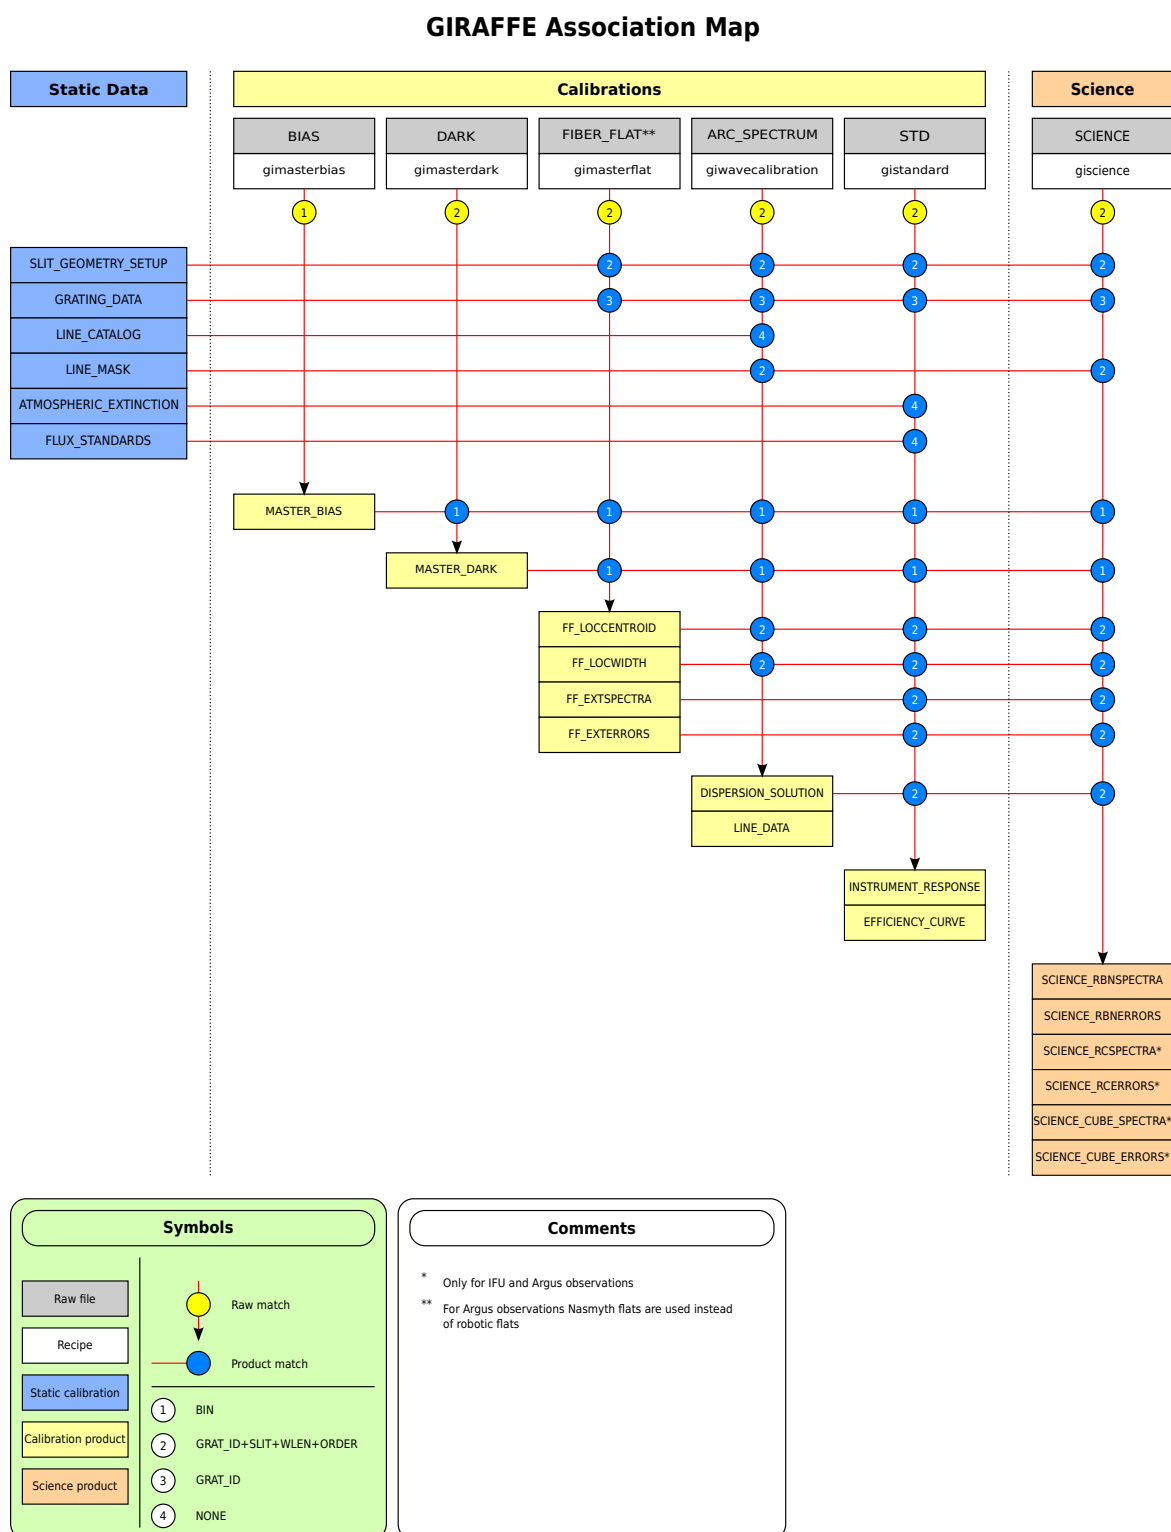 GIRAFFE Association Map
Static Data
Calibrations
Science
BIAS
DARK
FIBER_FLAT**
ARC_SPECTRUM
STD
SCIENCE
gimasterbias
gimasterdark
gimasterflat
giwavecalibration
gistandard
giscience
1
2
2
2
2
2
SLIT_GEOMETRY_SETUP
2
2
2
2
GRATING_DATA
3
3
3
3
LINE_CATALOG
4
LINE_MASK
2
2
ATMOSPHERIC_EXTINCTION
4
FLUX_STANDARDS
4
MASTER_BIAS
1
1
1
1
1
MASTER_DARK
1
1
1
1
FF_LOCCENTROID
2
2
2
FF_LOCWIDTH
2
2
2
FF_EXTSPECTRA
2
2
FF_EXTERRORS
2
2
DISPERSION_SOLUTION
2
2
LINE_DATA
INSTRUMENT_RESPONSE
EFFICIENCY_CURVE
SCIENCE_RBNSPECTRA
SCIENCE_RBNERRORS
SCIENCE_RCSPECTRA*
SCIENCE_RCERRORS*
SCIENCE_CUBE_SPECTRA*
SCIENCE_CUBE_ERRORS*
Symbols
Raw file
Recipe
Static calibration
Calibration product
Science product
Raw match
Product match
1 BIN
2 GRAT_ID+SLIT+WLEN+ORDER
3 GRAT_ID
4 NONE
Comments
* Only for IFU and Argus observations
** For Argus observations Nasmyth flats are used instead
of robotic flats